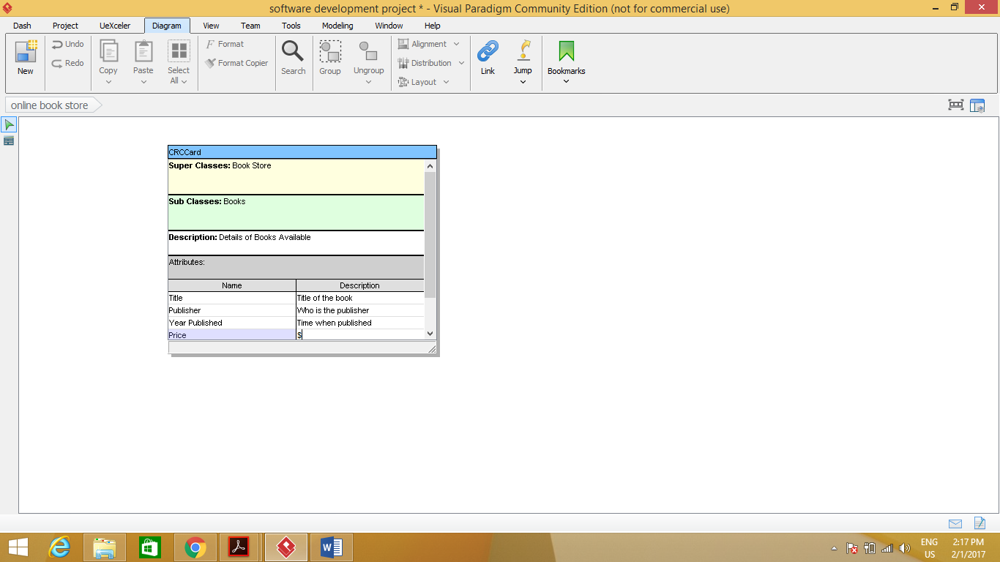 software development project * - Visual Paradigm Community Edition (not for commercial use)
Dash Project UeXceler Diagram View Team Tools Modeling Window Help
New
Undo
Redo
Copy
Paste
Select
All
Format
Format Copier
Search
Group
Ungroup
Alignment
Distribution
Layout
Link
Jump
Bookmarks
online book store
CRCCard
Super Classes: Book Store
Sub Classes: Books
Description: Details of Books Available
Attributes:
Name Description
Title Title of the book
Publisher Who is the publisher
Year Published Time when published
Price $
ENG 2:17 PM
US 2/1/2017